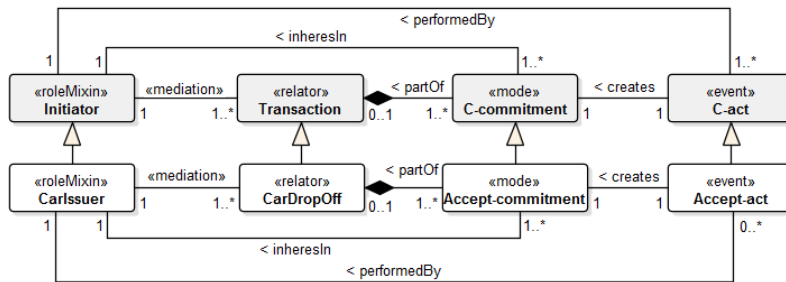 < performedBy
< inheresIn
1 1 1..* 1..*
«roleMixin» «mediation» «relator» < partOf «mode» < creates «event»
Initiator Transaction C-commitment C-act
1 1..* 0..1 1..* 1 1
«roleMixin» «mediation» «relator» < partOf «mode» < creates «event»
CarIssuer CarDropOff Accept-commitment Accept-act
1 1..* 0..1 1..* 1 1
1 1 1..* 0..*
< inheresIn
< performedBy